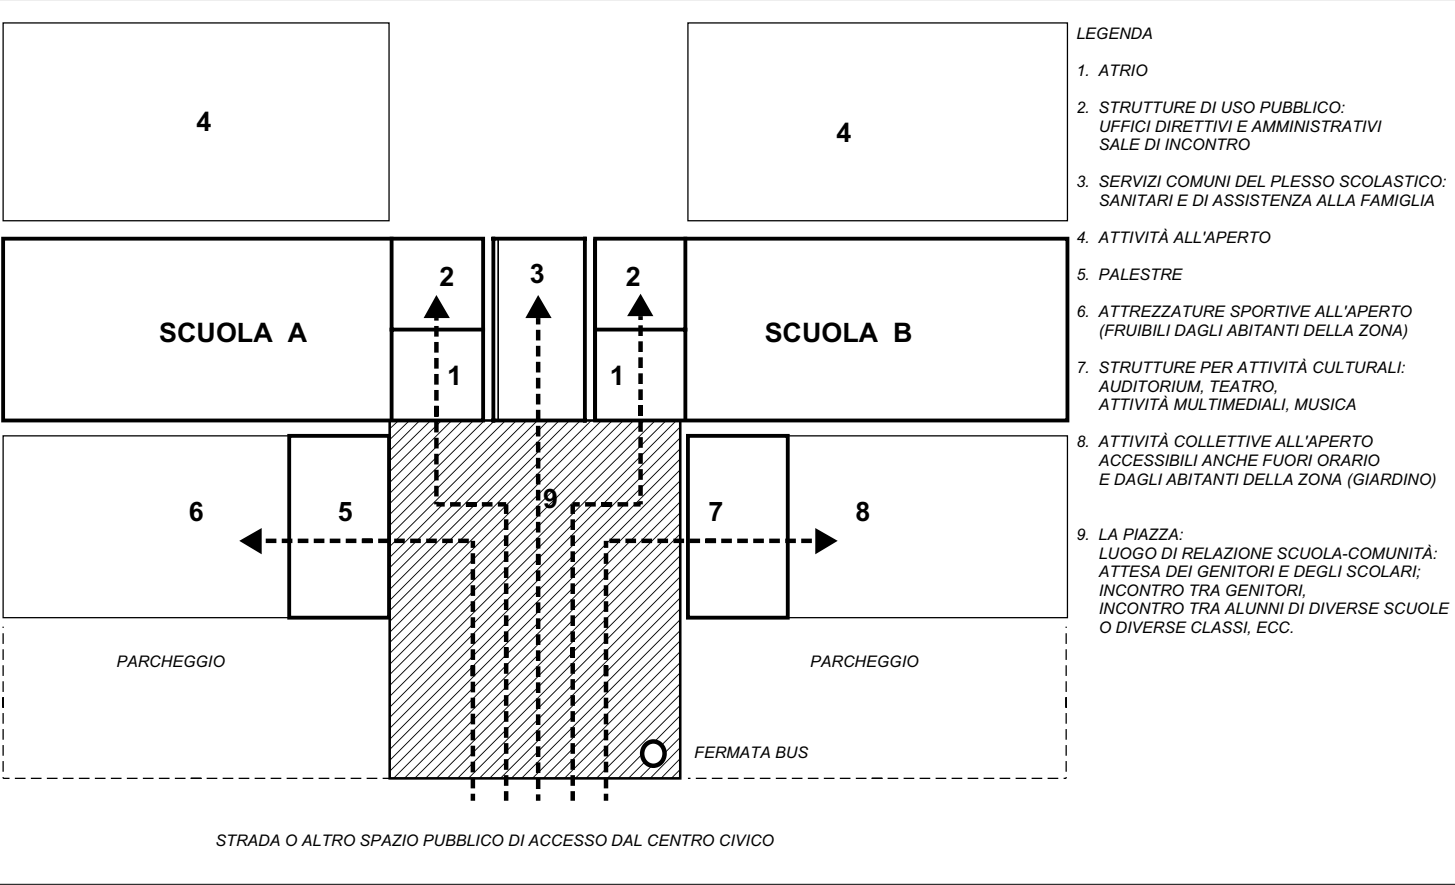 4
4
2
3
2
SCUOLA A
SCUOLA B
1
1
9
6
5
7
8
PARCHEGGIO
PARCHEGGIO
FERMATA BUS
STRADA O ALTRO SPAZIO PUBBLICO DI ACCESSO DAL CENTRO CIVICO
LEGENDA
1. ATRIO
2. STRUTTURE DI USO PUBBLICO:
UFFICI DIRETTIVI E AMMINISTRATIVI
SALE DI INCONTRO
3. SERVIZI COMUNI DEL PLESSO SCOLASTICO:
SANITARI E DI ASSISTENZA ALLA FAMIGLIA
4. ATTIVITÀ ALL'APERTO
5. PALESTRE
6. ATTREZZATURE SPORTIVE ALL'APERTO
(FRUIBILI DAGLI ABITANTI DELLA ZONA)
7. STRUTTURE PER ATTIVITÀ CULTURALI:
AUDITORIUM, TEATRO,
ATTIVITÀ MULTIMEDIALI, MUSICA
8. ATTIVITÀ COLLETTIVE ALL'APERTO
ACCESSIBILI ANCHE FUORI ORARIO
E DAGLI ABITANTI DELLA ZONA (GIARDINO)
9. LA PIAZZA:
LUOGO DI RELAZIONE SCUOLA-COMUNITÀ:
ATTESA DEI GENITORI E DEGLI SCOLARI;
INCONTRO TRA GENITORI,
INCONTRO TRA ALUNNI DI DIVERSE SCUOLE
O DIVERSE CLASSI, ECC.